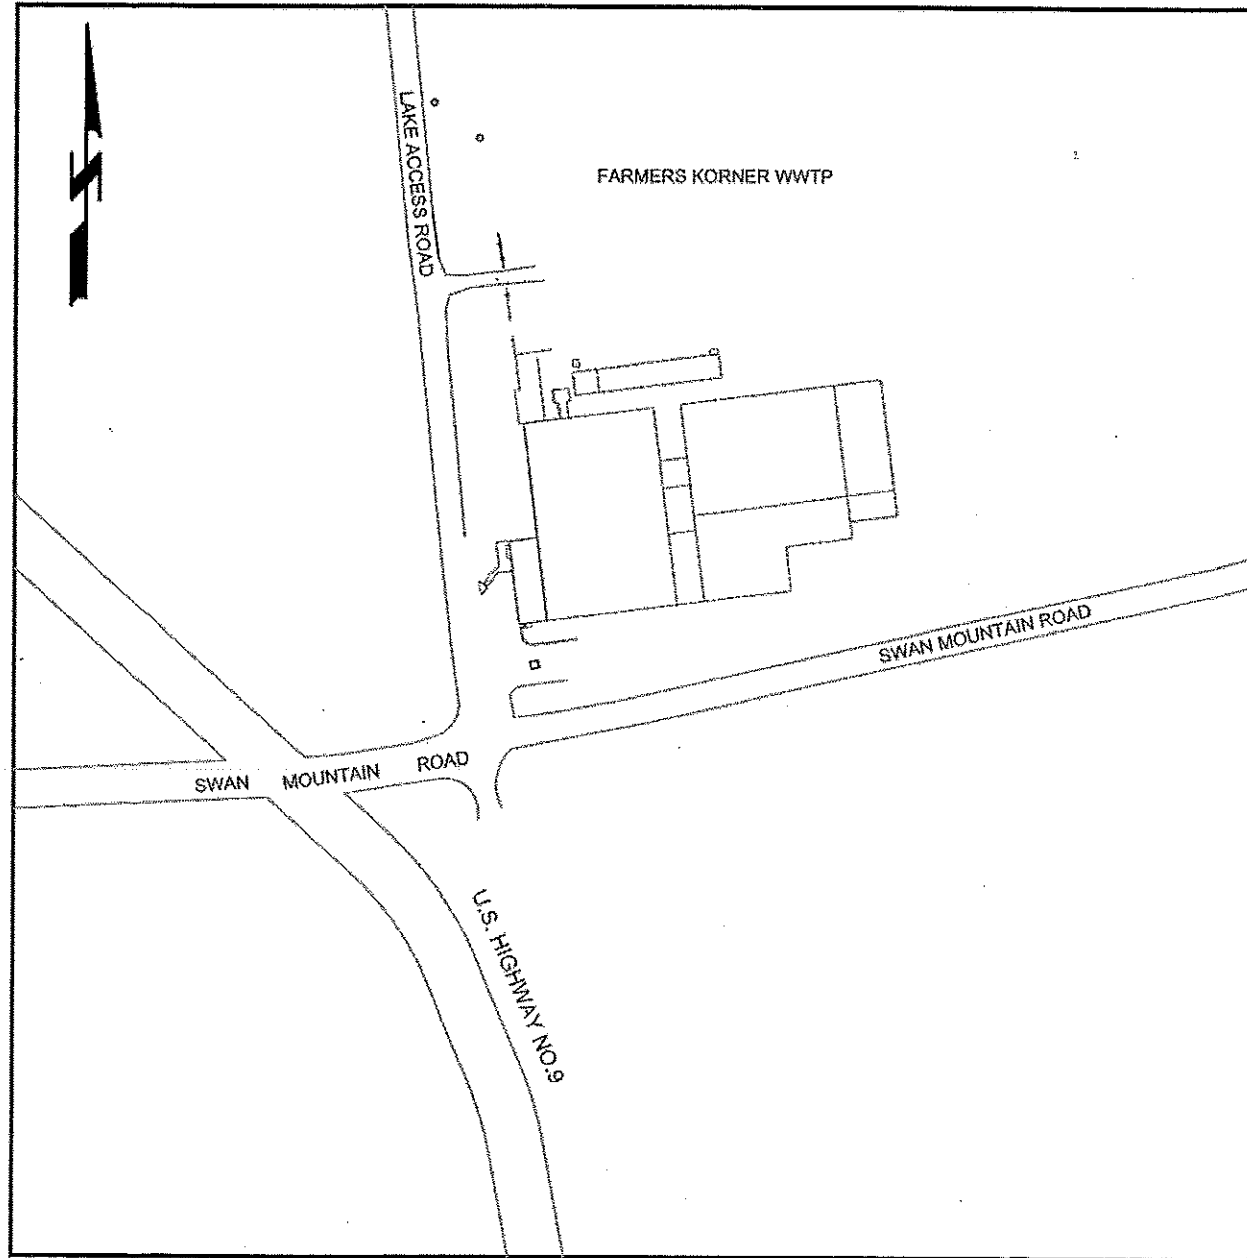 N
LAKE ACCESS ROAD
FARMERS KORNER WWTP
SWAN MOUNTAIN ROAD
SWAN MOUNTAIN ROAD
U.S. HIGHWAY NO.9